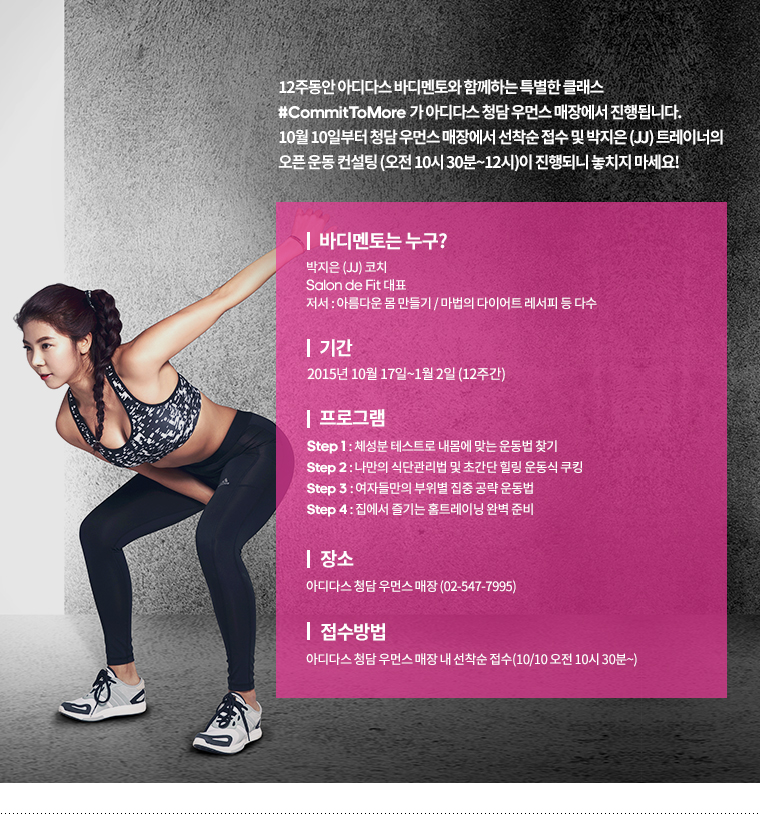 12주동안 아디다스 바디멘토와 함께하는 특별한 클래스
#CommitToMore 가 아디다스 청담 우먼스 매장에서 진행됩니다.
10월 10일부터 청담 우먼스 매장에서 선착순 접수 및 박지은 (JJ) 트레이너의
오픈 운동 컨설팅 (오전 10시 30분~12시)이 진행되니 놓치지 마세요!
바디멘토는 누구?
박지은 (JJ) 코치
Salon de Fit 대표
저서 : 아름다운 몸 만들기 / 마법의 다이어트 레서피 등 다수
기간
2015년 10월 17일~1월 2일 (12주간)
프로그램
Step 1 : 체성분 테스트로 내몸에 맞는 운동법 찾기
Step 2 : 나만의 식단관리법 및 초간단 힐링 운동식 쿠킹
Step 3 : 여자들만의 부위별 집중 공략 운동법
Step 4 : 집에서 즐기는 홈트레이닝 완벽 준비
장소
아디다스 청담 우먼스 매장 (02-547-7995)
접수방법
아디다스 청담 우먼스 매장 내 선착순 접수(10/10 오전 10시 30분~)